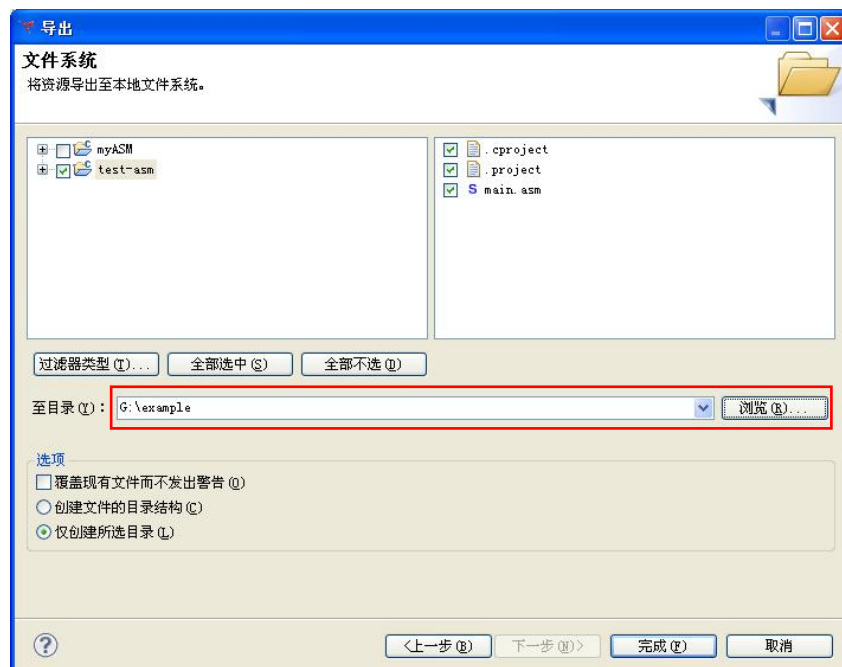 导出
文件系统
将资源导出至本地文件系统。
myASM
test-asm
.cproject
.project
S main.asm
过滤器类型(T)... 全部选中(S) 全部不选(D)
至目录(Y): G:\example 浏览(R)...
选项
覆盖现有文件而不发出警告(O)
创建文件的目录结构(C)
仅创建所选目录(L)
? <上一步(B) 下一步(N)> 完成(F) 取消